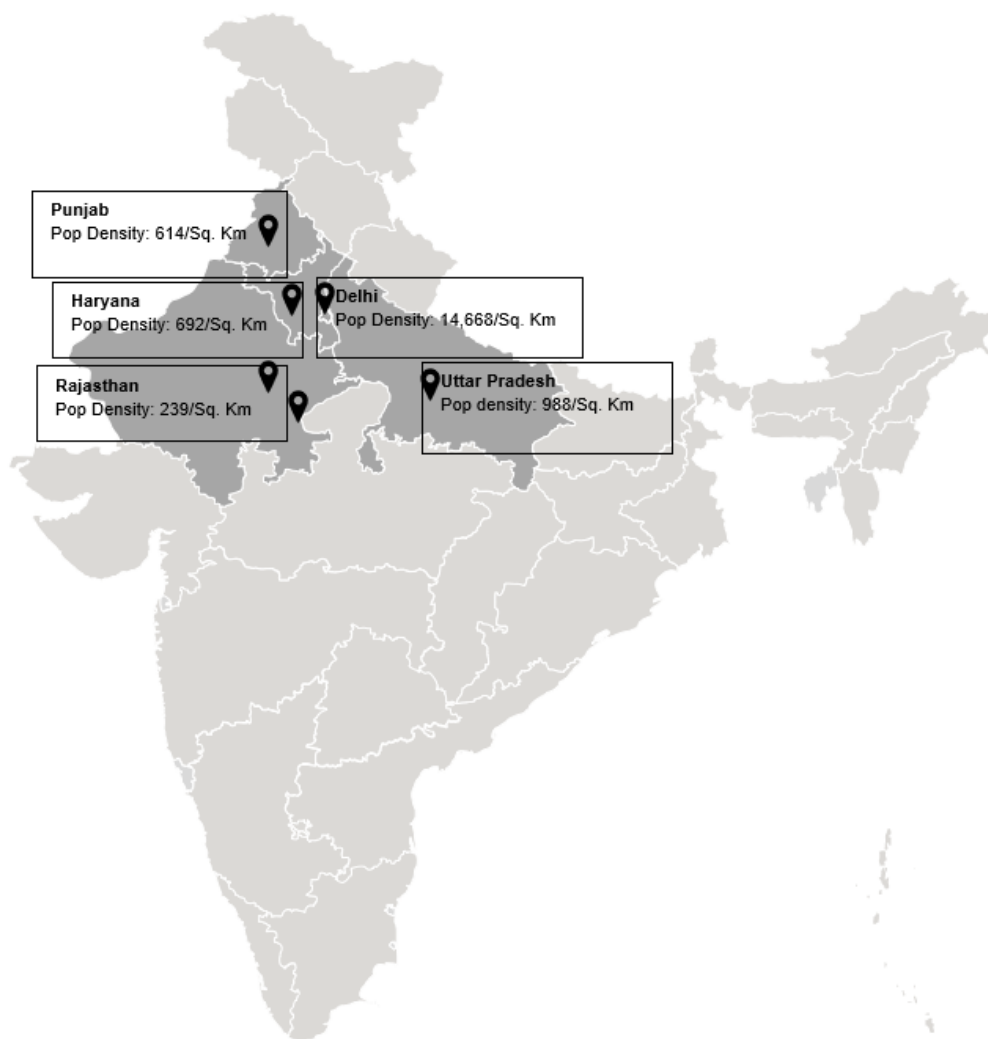 Punjab
Pop Density: 614/Sq. Km
Haryana
Pop Density: 692/Sq. Km
Delhi
Pop Density: 14,668/Sq. Km
Rajasthan
Pop Density: 239/Sq. Km
Uttar Pradesh
Pop density: 988/Sq. Km